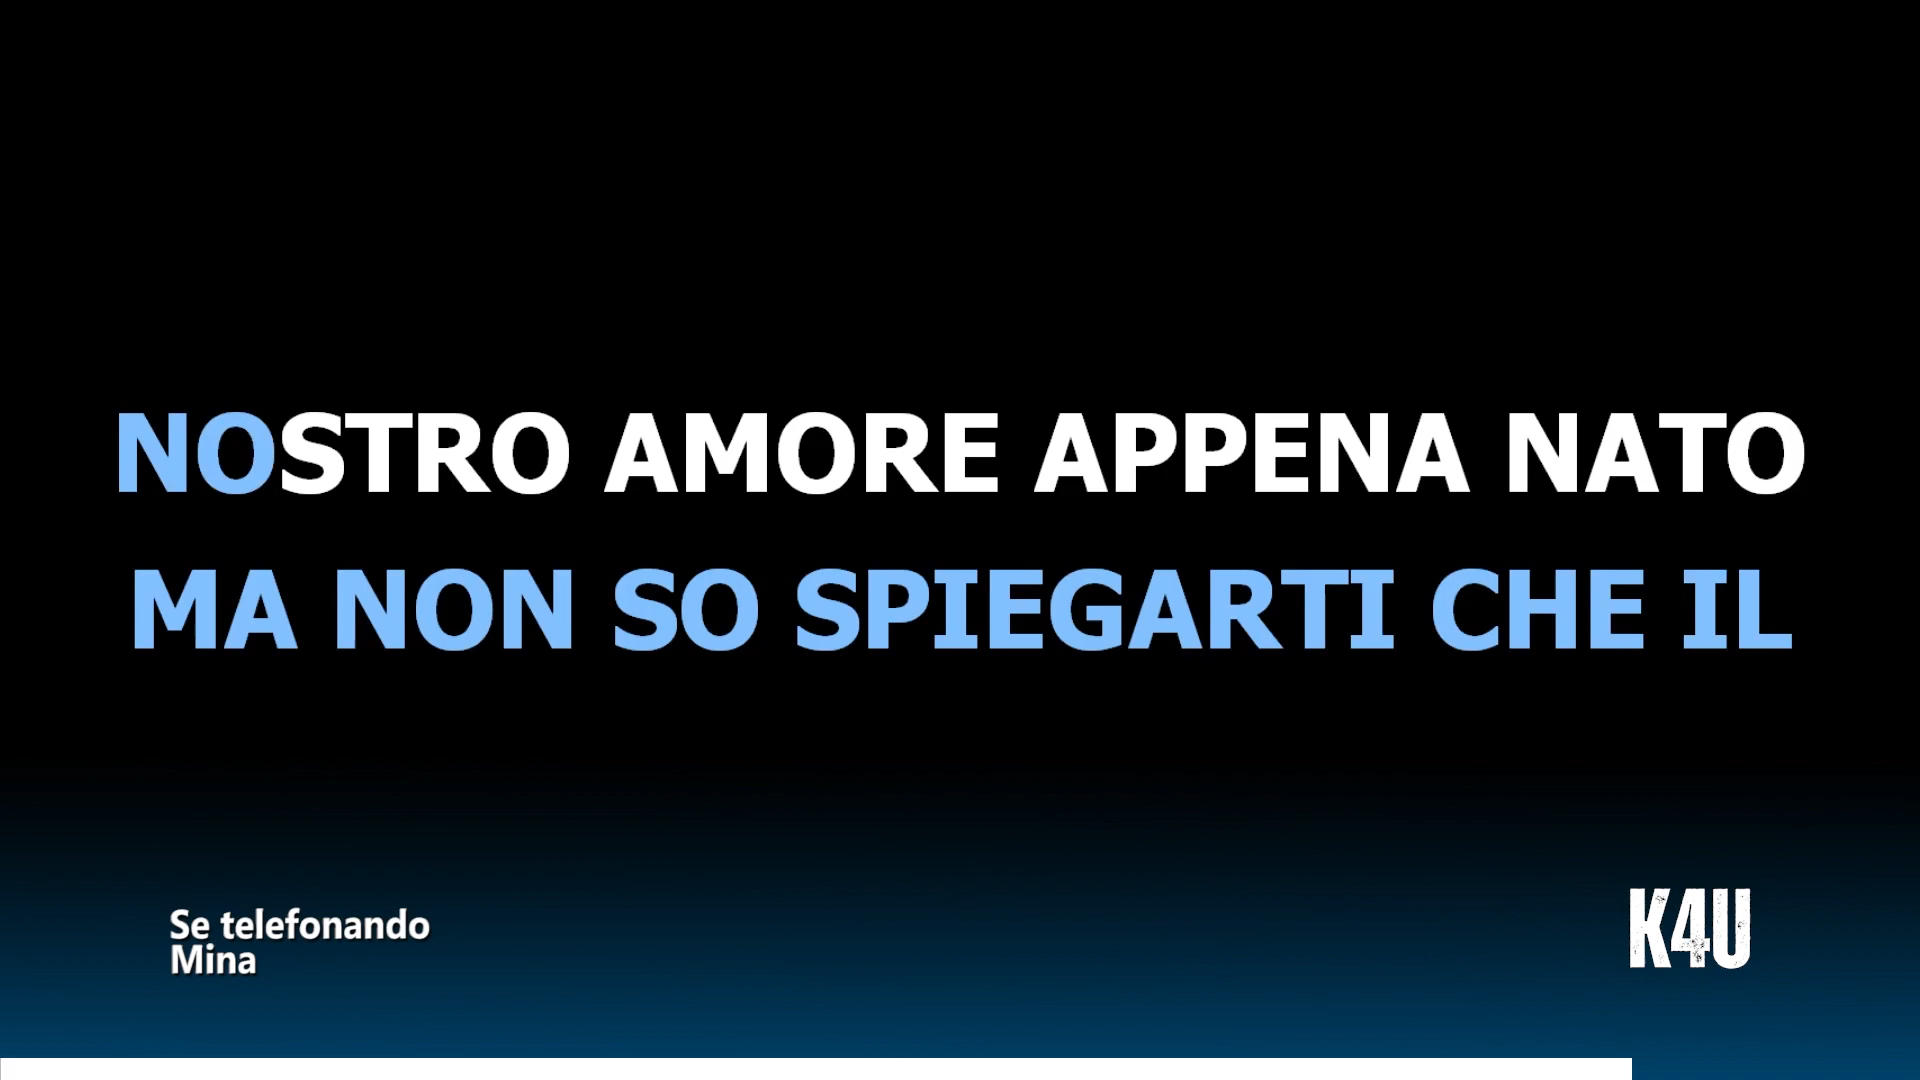 NOSTRO AMORE APPENA NATO
MA NON SO SPIEGARTI CHE IL
Se telefonando
Mina
K4U